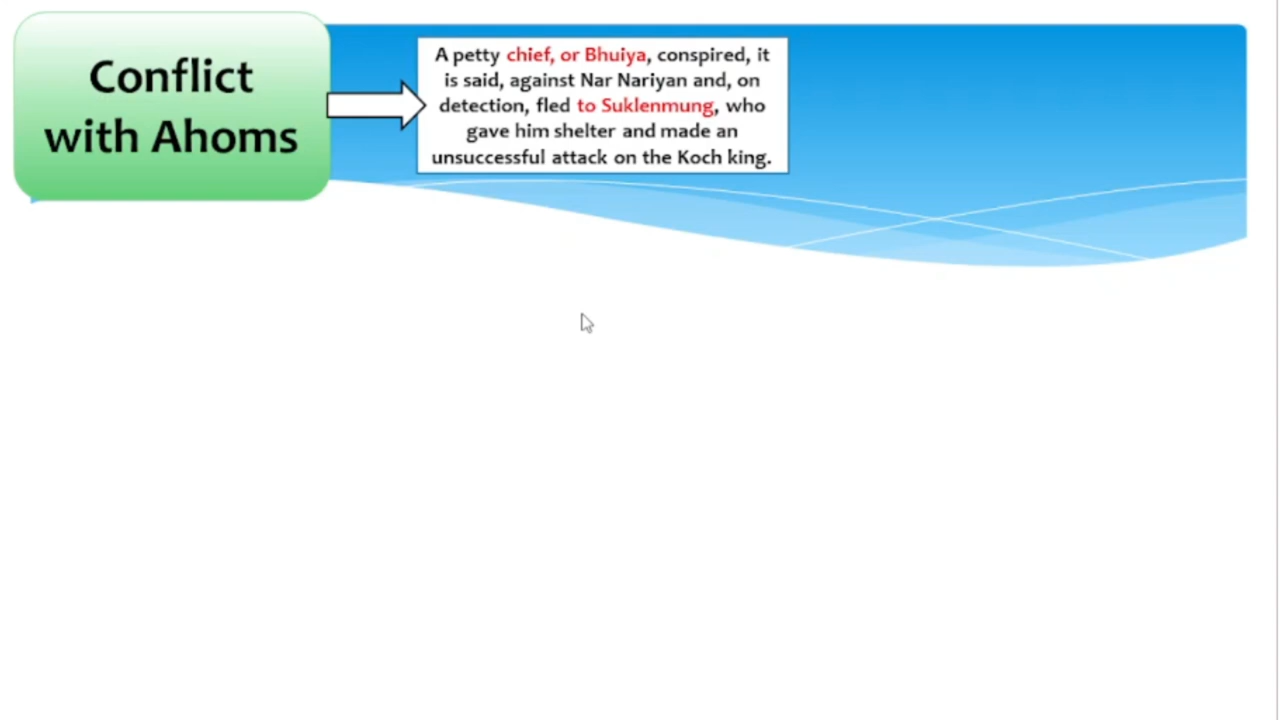 Conflict
with Ahoms
A petty chief, or Bhuiya, conspired, it
is said, against Nar Nariyan and, on
detection, fled to Suklenmung, who
gave him shelter and made an
unsuccessful attack on the Koch king.